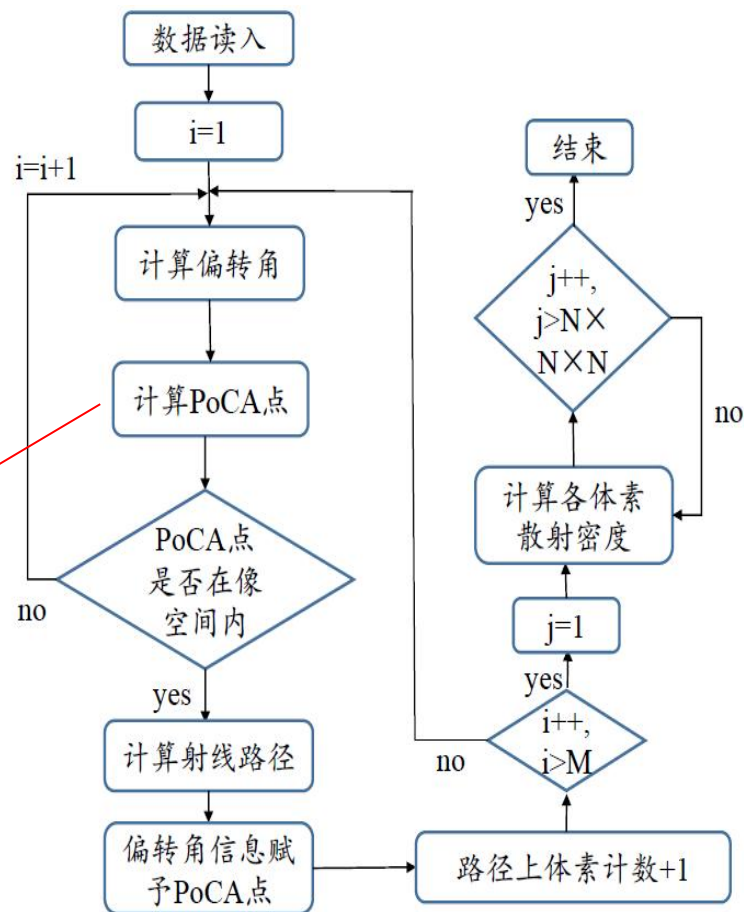 数据读入
i=1
i=i+1
计算偏转角
计算PoCA点
PoCA点
是否在像
空间内
no
yes
计算射线路径
偏转角信息赋
予PoCA点
路径上体素计数+1
i++,
i>M
no
yes
j=1
计算各体素
散射密度
j++,
j>N×
N×N
no
yes
结束